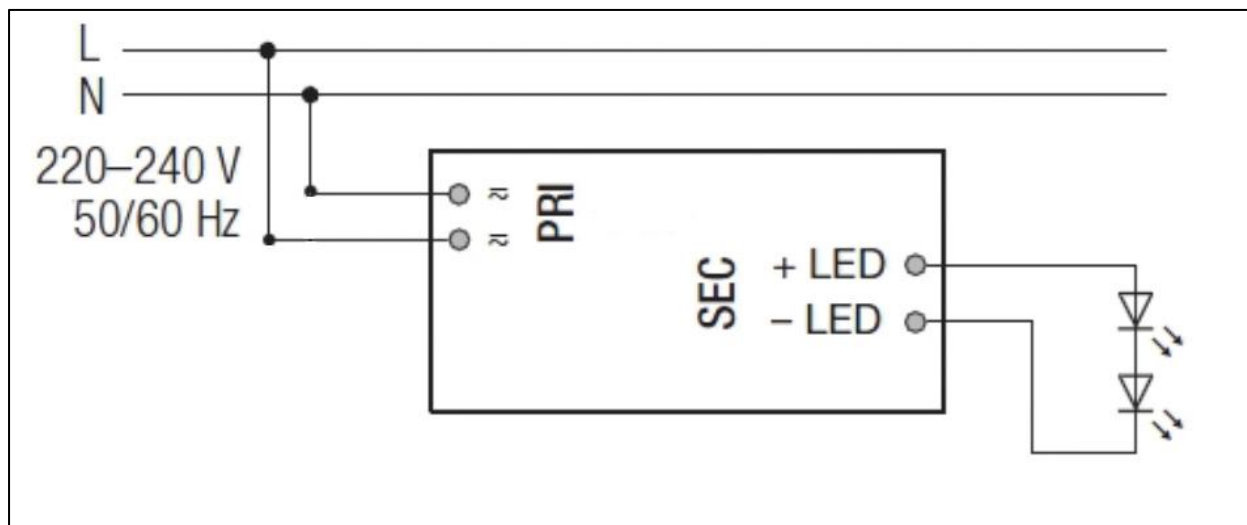 L
N
220–240 V
50/60 Hz
≂ PRI
≂
SEC
+ LED
– LED